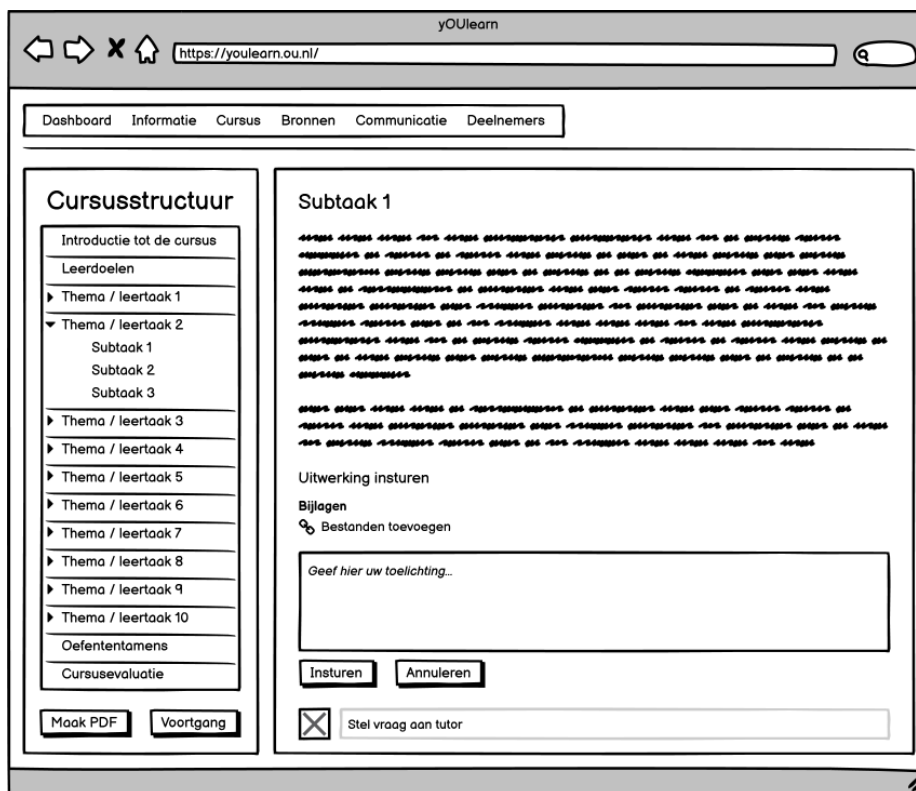 yOUlearn
https://youlearn.ou.nl/
Dashboard Informatie Cursus Bronnen Communicatie Deelnemers
Cursusstructuur
Introductie tot de cursus
Leerdoelen
Thema / leertaak 1
Thema / leertaak 2
Subtaak 1
Subtaak 2
Subtaak 3
Thema / leertaak 3
Thema / leertaak 4
Thema / leertaak 5
Thema / leertaak 6
Thema / leertaak 7
Thema / leertaak 8
Thema / leertaak 9
Thema / leertaak 10
Oefententamens
Cursusevaluatie
Maak PDF Voortgang
Subtaak 1
Uitwerking insturen
Bijlagen
Bestanden toevoegen
Geef hier uw toelichting...
Insturen Annuleren
Stel vraag aan tutor